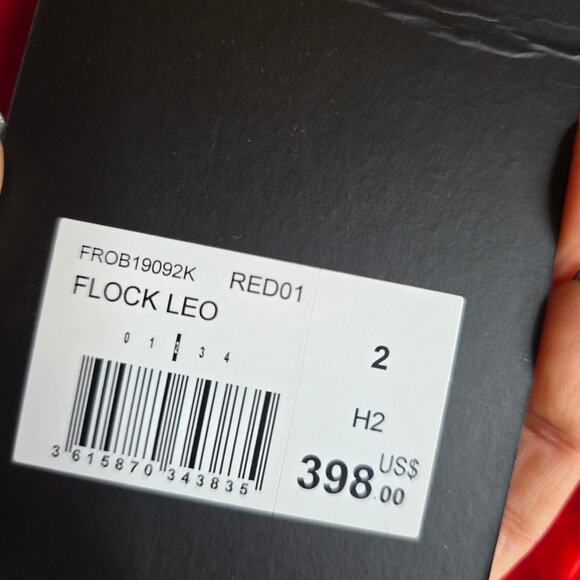 FROB19092K RED01
FLOCK LEO
0 1 2 3 4
2
H2
3 615870 343835
398.00 US$